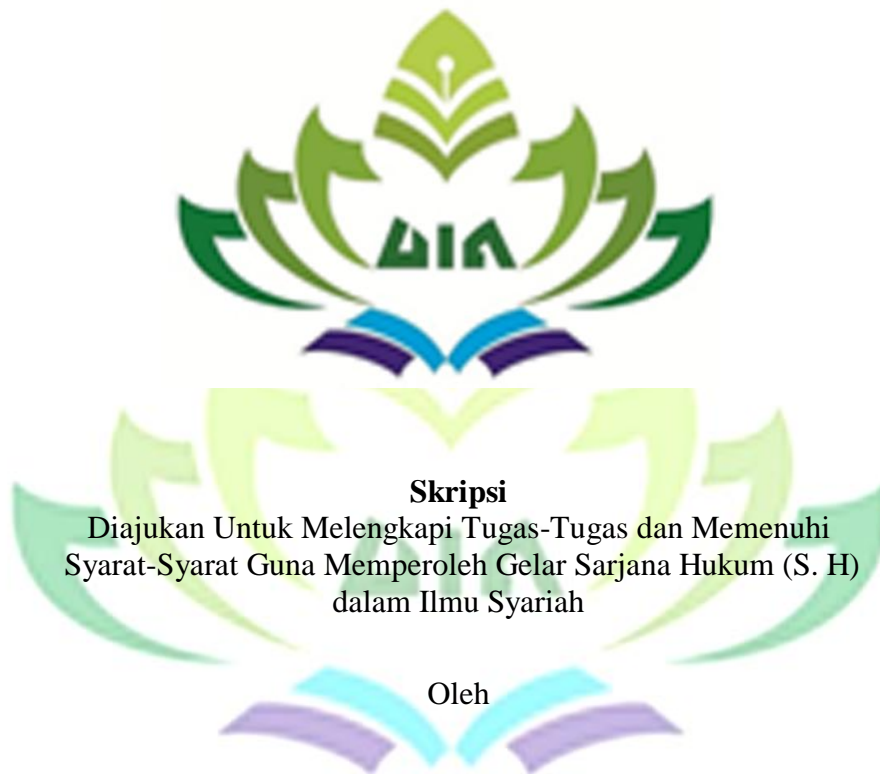 UIN
Skripsi
Diajukan Untuk Melengkapi Tugas-Tugas dan Memenuhi
Syarat-Syarat Guna Memperoleh Gelar Sarjana Hukum (S. H)
dalam Ilmu Syariah
Oleh